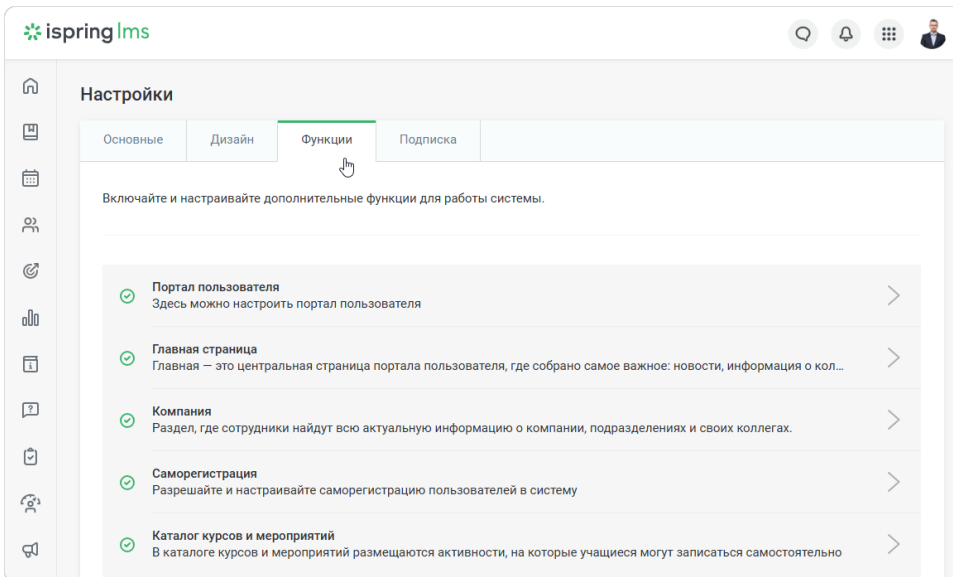 ispring lms
Настройки
Основные
Дизайн
Функции
Подписка
Включайте и настраивайте дополнительные функции для работы системы.
Портал пользователя
Здесь можно настроить портал пользователя
Главная страница
Главная — это центральная страница портала пользователя, где собрано самое важное: новости, информация о кол...
Компания
Раздел, где сотрудники найдут всю актуальную информацию о компании, подразделениях и своих коллегах.
Саморегистрация
Разрешайте и настраивайте саморегистрацию пользователей в систему
Каталог курсов и мероприятий
В каталоге курсов и мероприятий размещаются активности, на которые учащиеся могут записаться самостоятельно